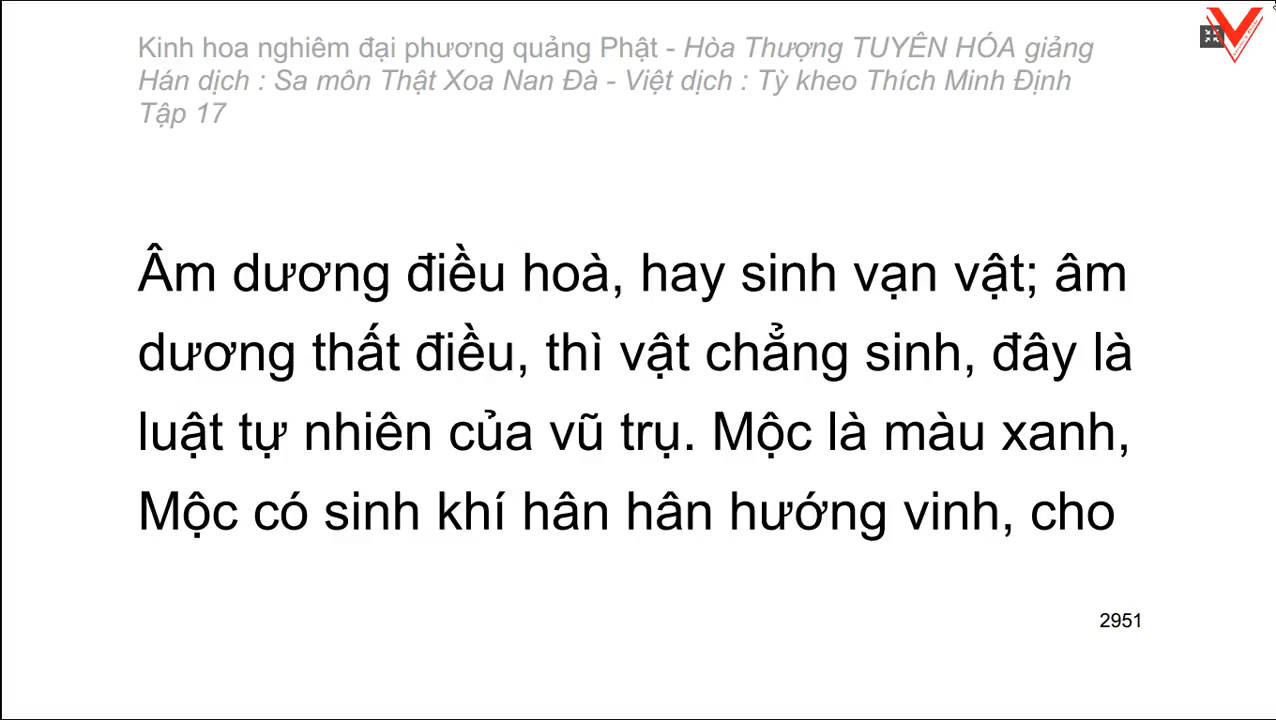 Kinh hoa nghiêm đại phương quảng Phật - Hòa Thượng TUYÊN HÓA giảng
Hán dịch : Sa môn Thật Xoa Nan Đà - Việt dịch : Tỳ kheo Thích Minh Định
Tập 17
Âm dương điều hoà, hay sinh vạn vật; âm
dương thất điều, thì vật chẳng sinh, đây là
luật tự nhiên của vũ trụ. Mộc là màu xanh,
Mộc có sinh khí hân hân hướng vinh, cho
2951